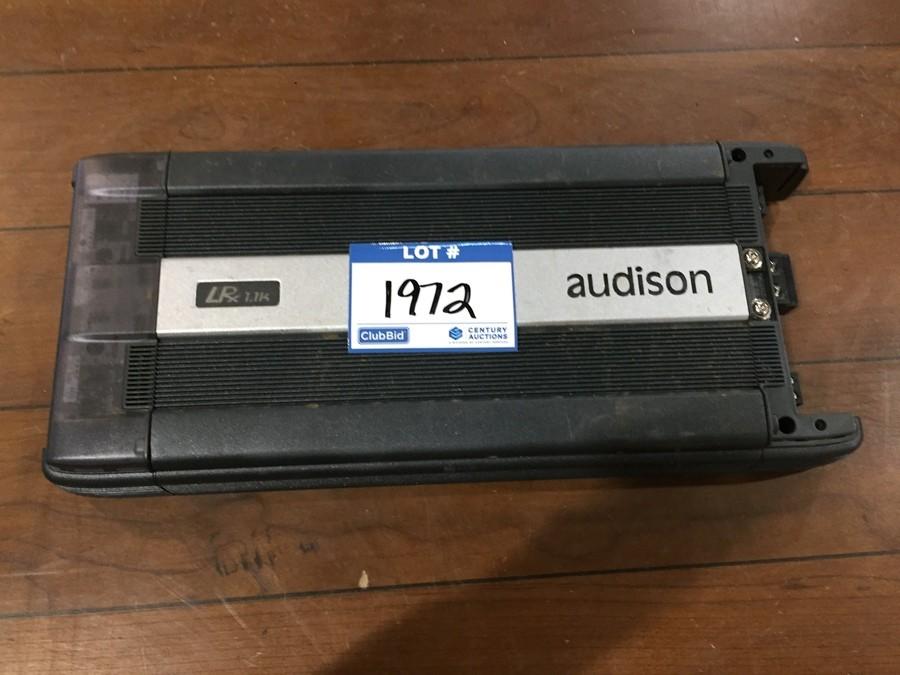 LOT #
1972
ClubBid
CENTURY
AUCTIONS
LRx 1.1k
audison